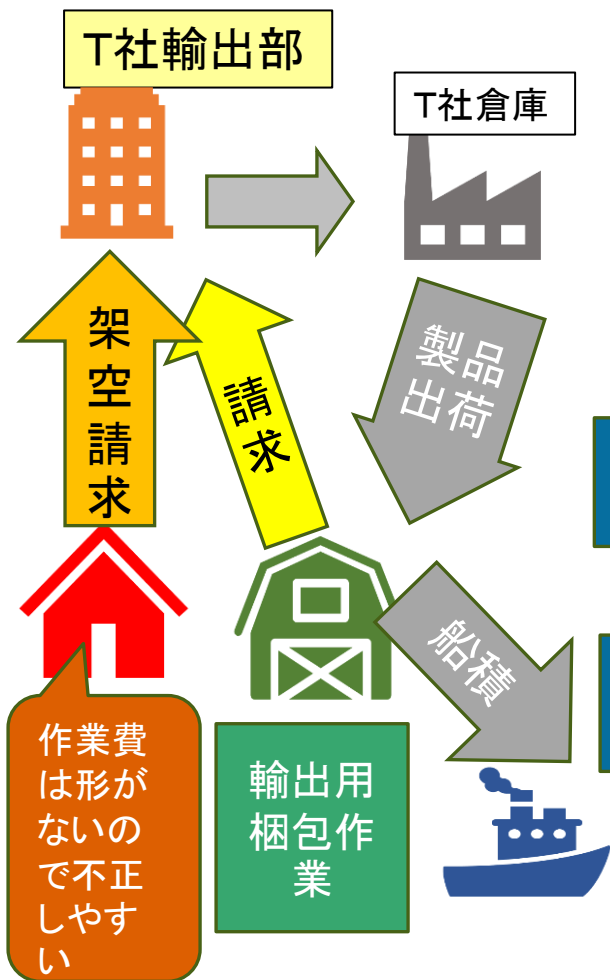 T社輸出部
T社倉庫
架
空
請
求
請
求
製品
出荷
船積
作業費
は形が
ないの
で不正
しやす
い
輸出用
梱包作
業